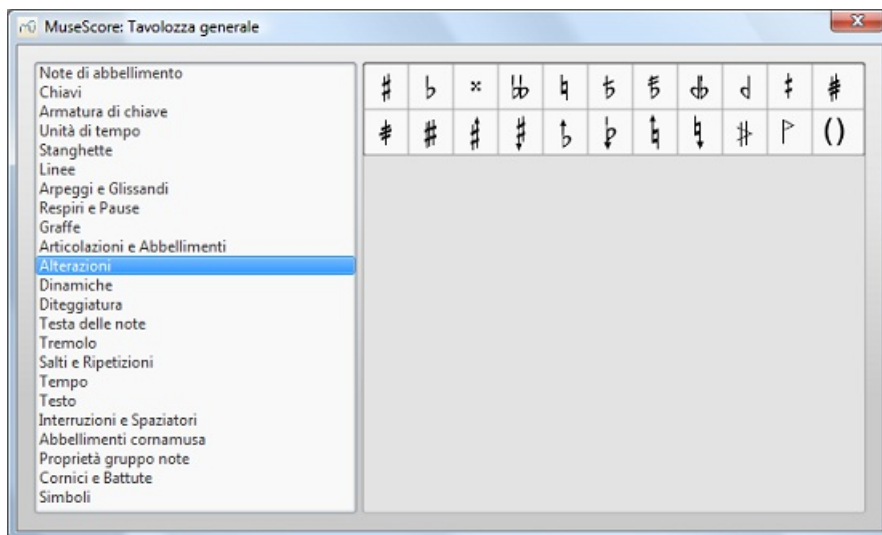 MuseScore: Tavolozza generale
Note di abbellimento
Chiavi
Armatura di chiave
Unità di tempo
Stanghette
Linee
Arpeggi e Glissandi
Respiri e Pause
Graffe
Articolazioni e Abbellimenti
Alterazioni
Dinamiche
Diteggiatura
Testa delle note
Tremolo
Salti e Ripetizioni
Tempo
Testo
Interruzioni e Spaziatori
Abbellimenti cornamusa
Proprietà gruppo note
Cornici e Battute
Simboli